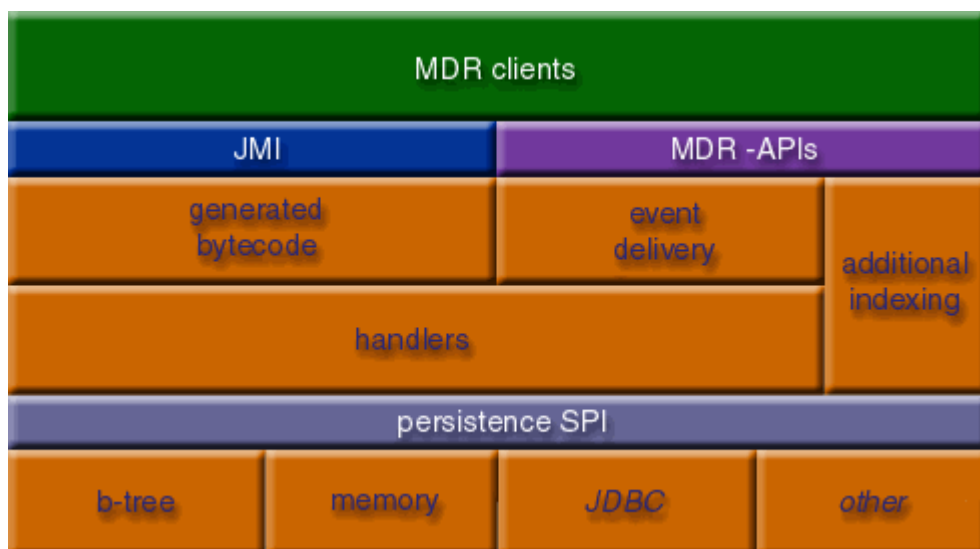 MDR clients
JMI
MDR -APIs
generated
bytecode
event
delivery
additional
indexing
handlers
persistence SPI
b-tree
memory
JDBC
other